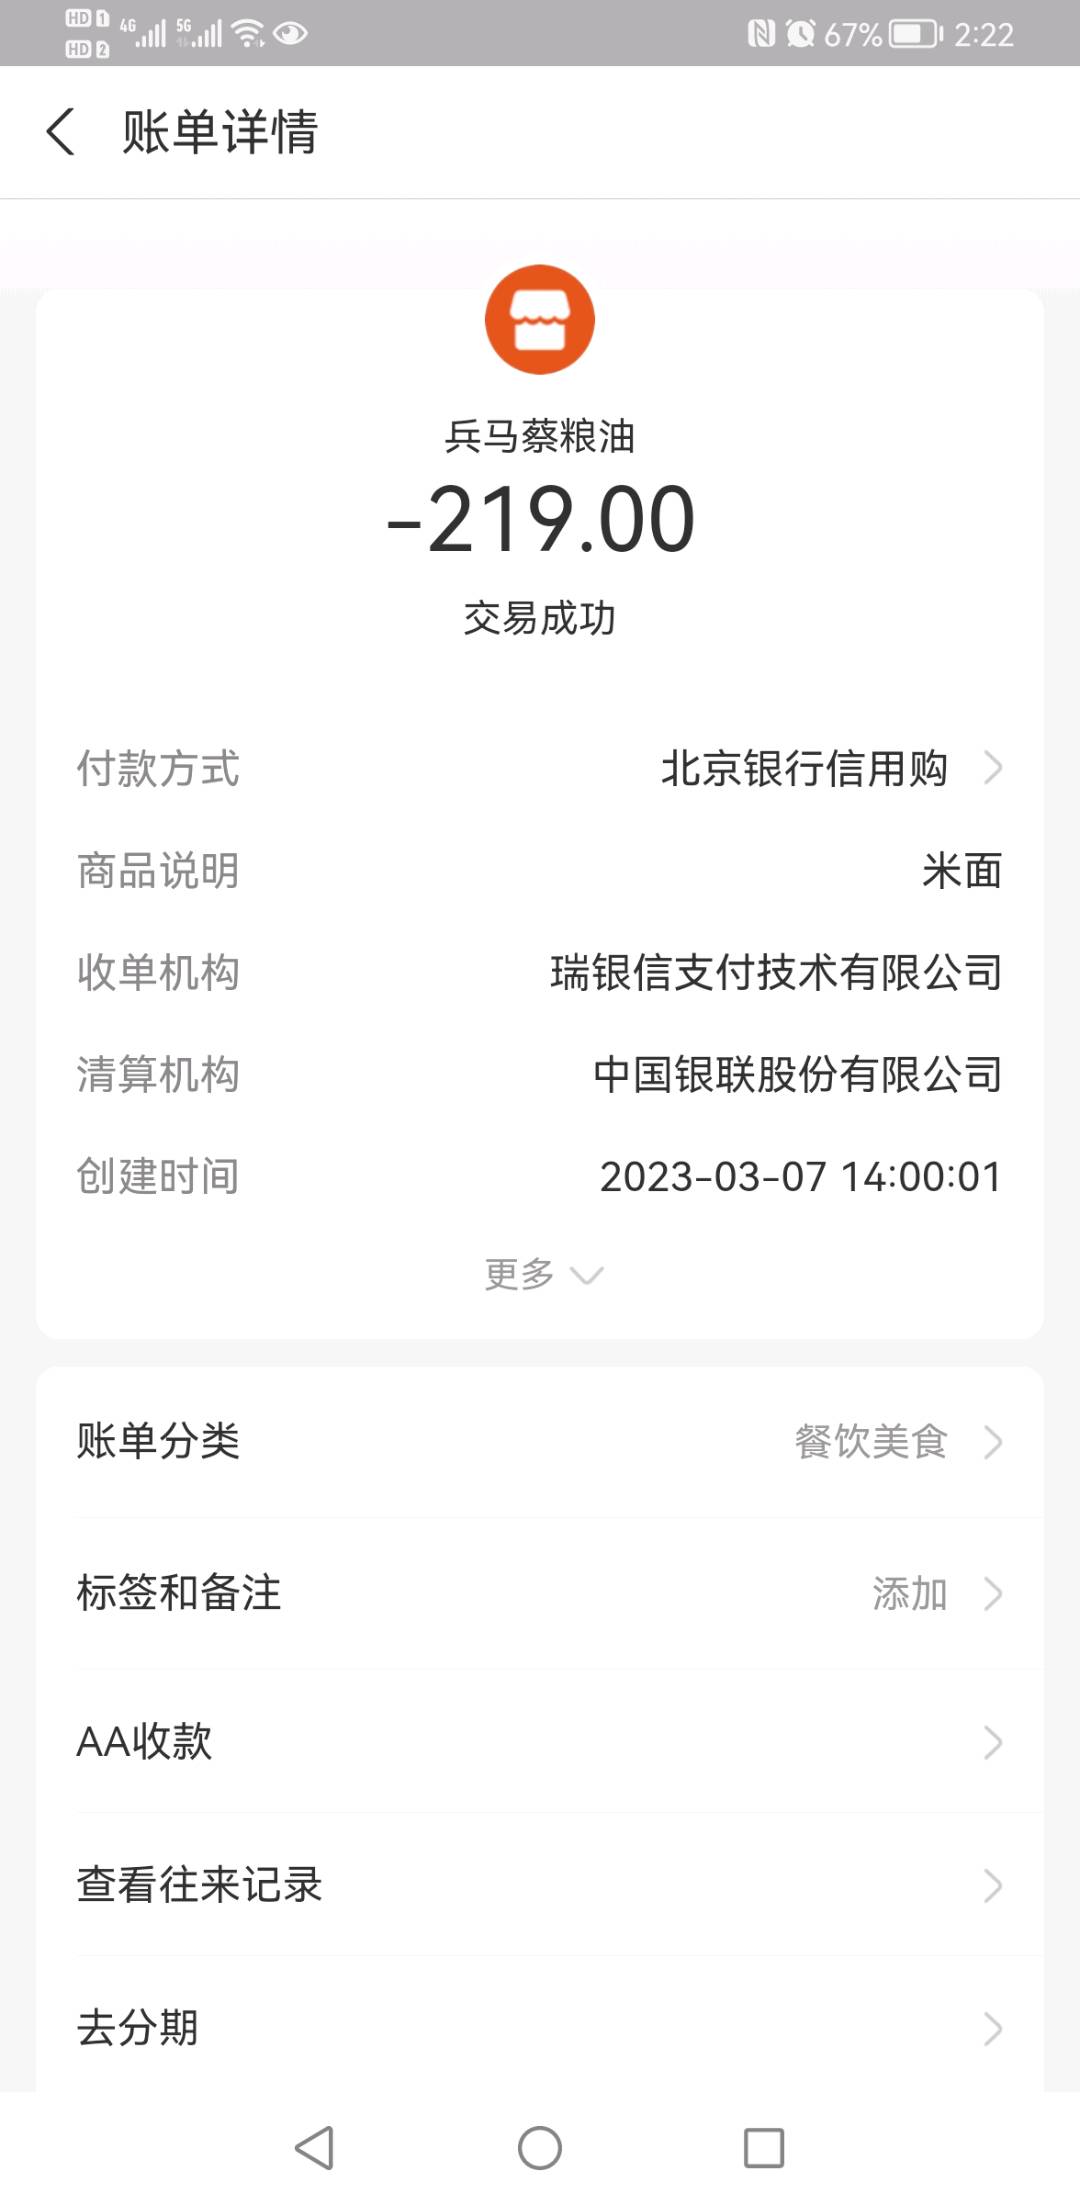 HD 1 4G 5G 67% 2:22
HD 2
账单详情
兵马蔡粮油
-219.00
交易成功
付款方式 北京银行信用购
商品说明 米面
收单机构 瑞银信支付技术有限公司
清算机构 中国银联股份有限公司
创建时间 2023-03-07 14:00:01
更多
账单分类 餐饮美食
标签和备注 添加
AA收款
查看往来记录
去分期